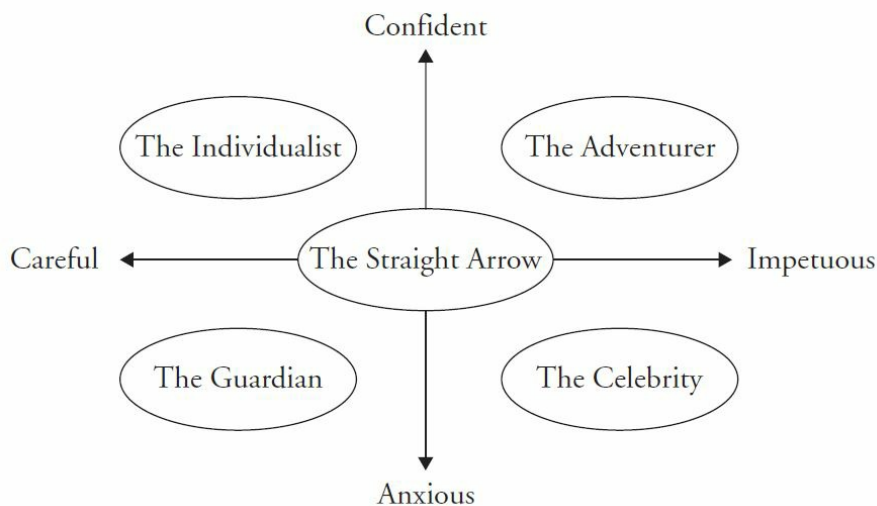 Confident
The Individualist
The Adventurer
Careful
The Straight Arrow
Impetuous
The Guardian
The Celebrity
Anxious